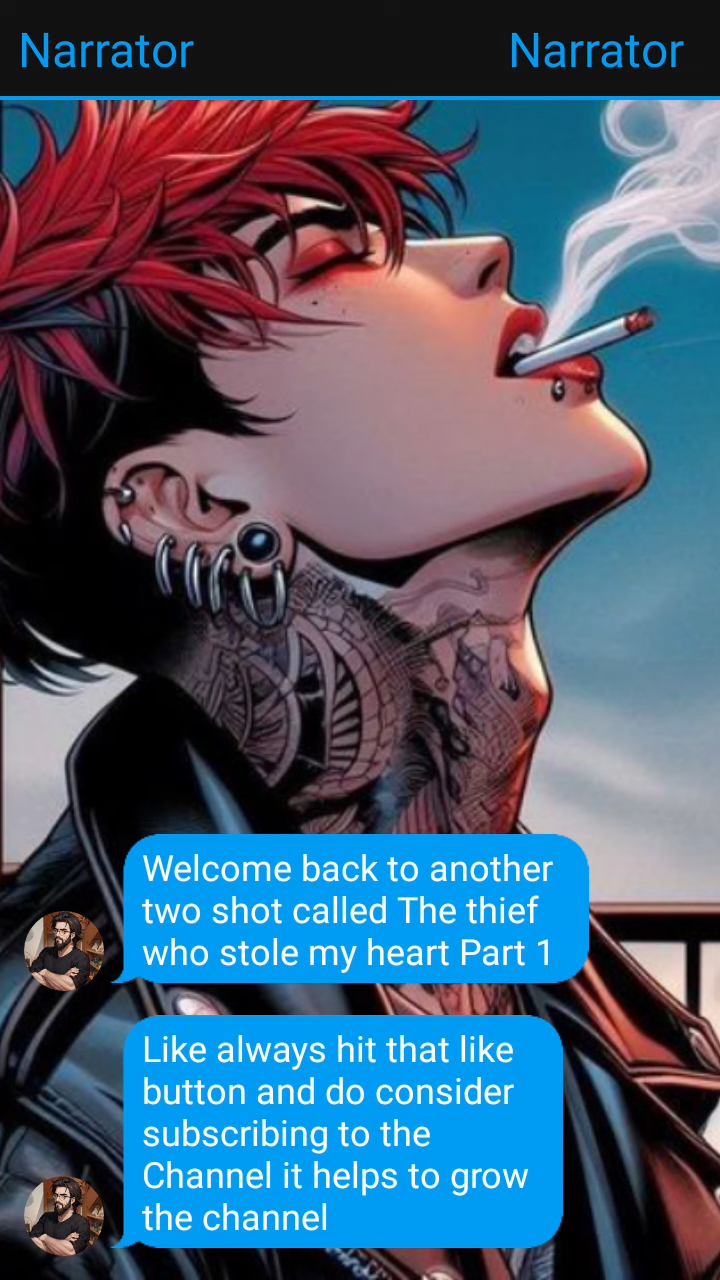 Narrator Narrator
Welcome back to another
two shot called The thief
who stole my heart Part 1
Like always hit that like
button and do consider
subscribing to the
Channel it helps to grow
the channel